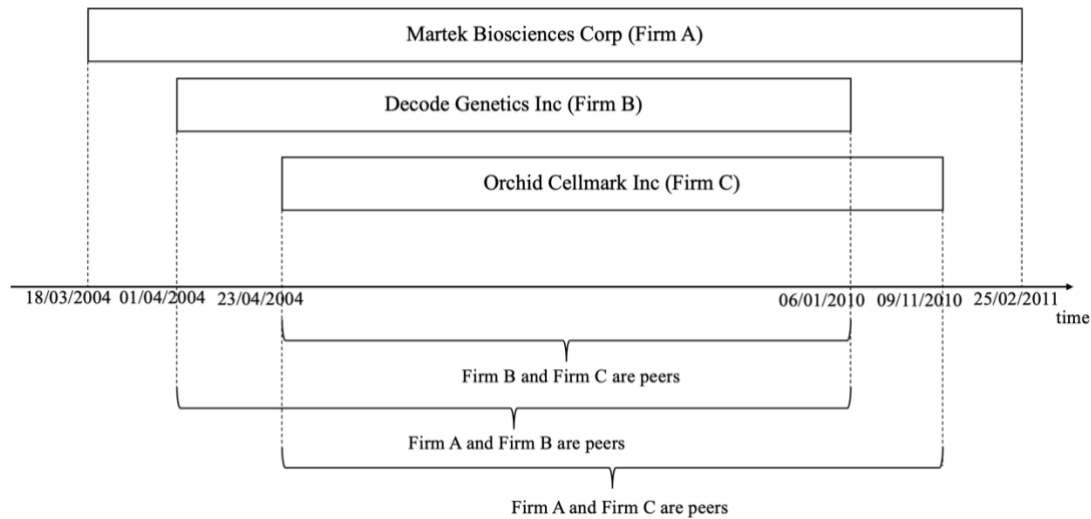 Martek Biosciences Corp (Firm A)
Decode Genetics Inc (Firm B)
Orchid Cellmark Inc (Firm C)
18/03/2004 01/04/2004 23/04/2004 06/01/2010 09/11/2010 25/02/2011
time
Firm B and Firm C are peers
Firm A and Firm B are peers
Firm A and Firm C are peers